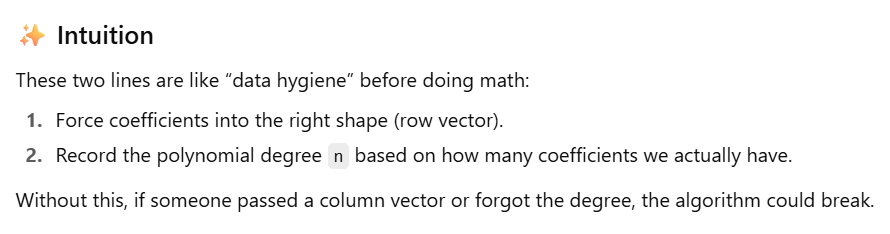 ✨ Intuition
These two lines are like “data hygiene” before doing math:
1. Force coefficients into the right shape (row vector).
2. Record the polynomial degree n based on how many coefficients we actually have.
Without this, if someone passed a column vector or forgot the degree, the algorithm could break.